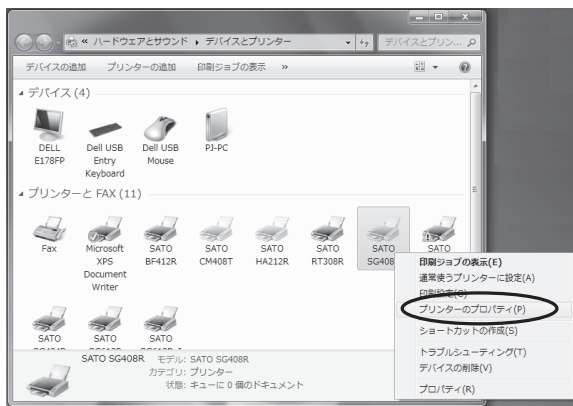 « ハードウェアとサウンド ▸ デバイスとプリンター
デバイスとプリン...
デバイスの追加 プリンターの追加 印刷ジョブの表示 »
デバイス (4)
DELL E178FP
Dell USB Entry Keyboard
Dell USB Mouse
PJ-PC
プリンターと FAX (11)
Fax
Microsoft XPS Document Writer
SATO BF412R
SATO CM408T
SATO HA212R
SATO RT308R
SATO SG408
SATO
印刷ジョブの表示(E)
通常使うプリンターに設定(A)
印刷設定(G)
プリンターのプロパティ(P)
ショートカットの作成(S)
トラブルシューティング(T)
デバイスの削除(V)
プロパティ(R)
SATO
SATO
SATO
SATO SG408R モデル: SATO SG408R
カテゴリ: プリンター
状態: キューに 0 個のドキュメント